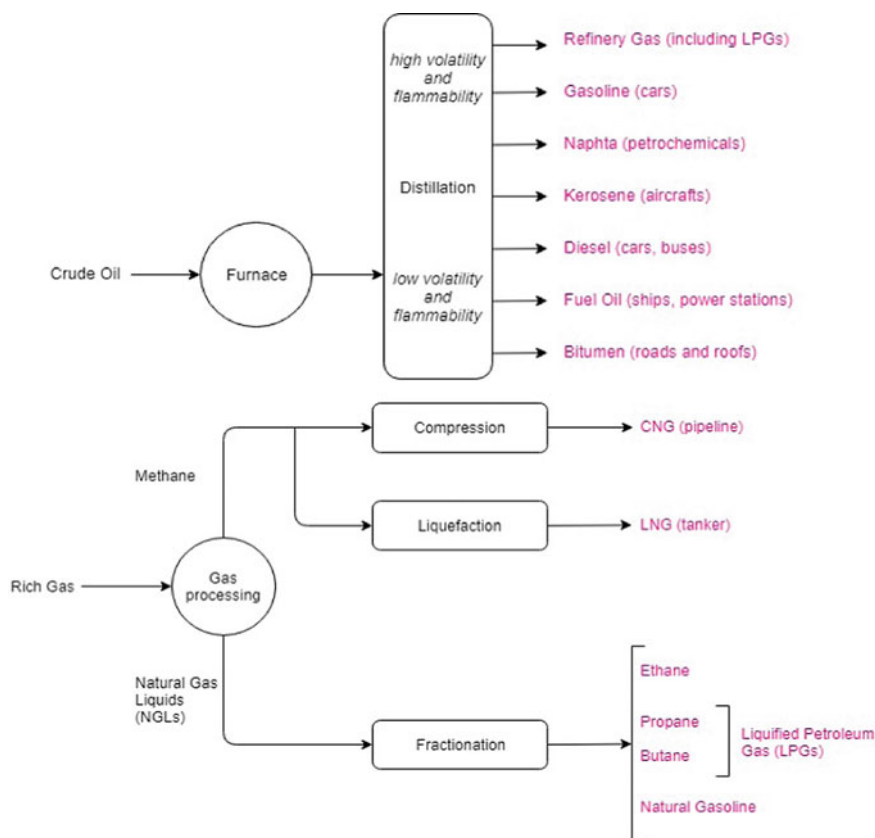 Refinery Gas (including LPGs)
high volatility
and
flammability
Gasoline (cars)
Naphta (petrochemicals)
Distillation
Kerosene (aircrafts)
Diesel (cars, buses)
Crude Oil
Furnace
low volatility
and
flammability
Fuel Oil (ships, power stations)
Bitumen (roads and roofs)
Compression
CNG (pipeline)
Methane
Liquefaction
LNG (tanker)
Rich Gas
Gas
processing
Natural Gas
Liquids
(NGLs)
Fractionation
Ethane
Propane
Butane
Liquified Petroleum
Gas (LPGs)
Natural Gasoline